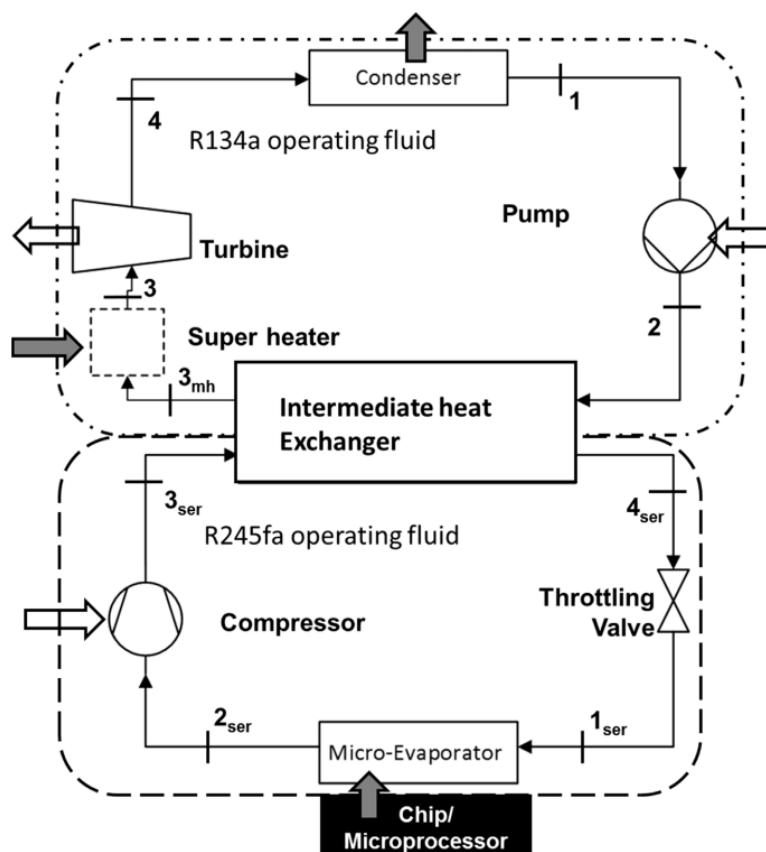 Condenser
1
4
R134a operating fluid
Pump
Turbine
3
2
Super heater
3mh
Intermediate heat
Exchanger
3ser
4ser
R245fa operating fluid
Throttling
Valve
Compressor
2ser
1ser
Micro-Evaporator
Chip/
Microprocessor